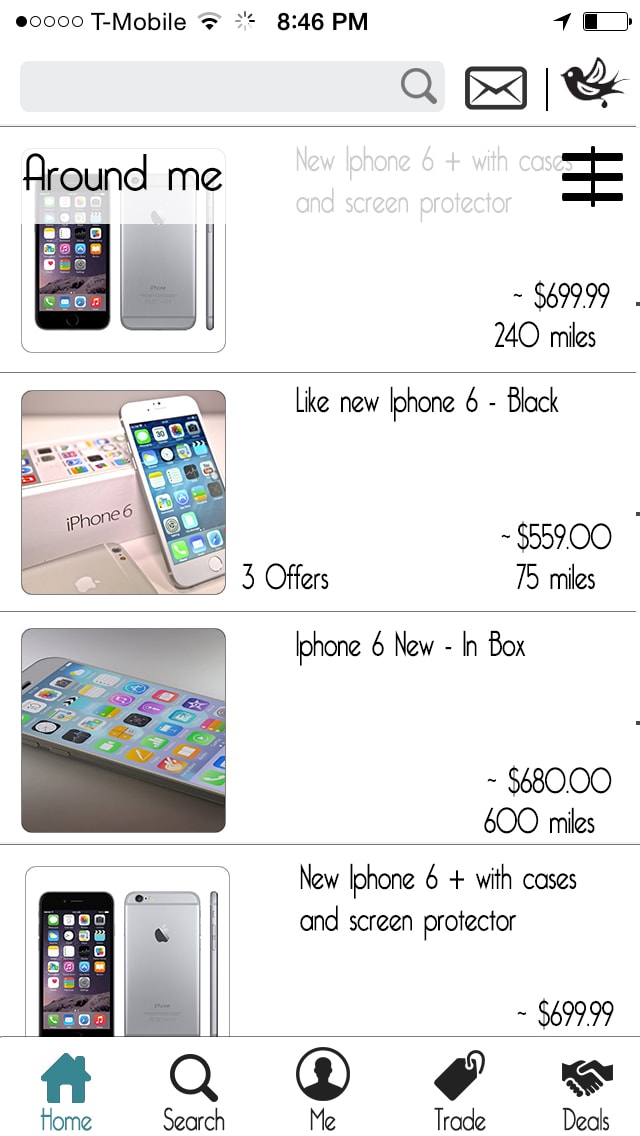 T-Mobile 8:46 PM
Around me
New Iphone 6 + with cases
and screen protector
iPhone
~ $699.99
240 miles
Like new Iphone 6 - Black
iPhone 6
~ $559.00
3 Offers 75 miles
Iphone 6 New - In Box
~ $680.00
600 miles
New Iphone 6 + with cases
and screen protector
iPhone
~ $699.99
Home Search Me Trade Deals